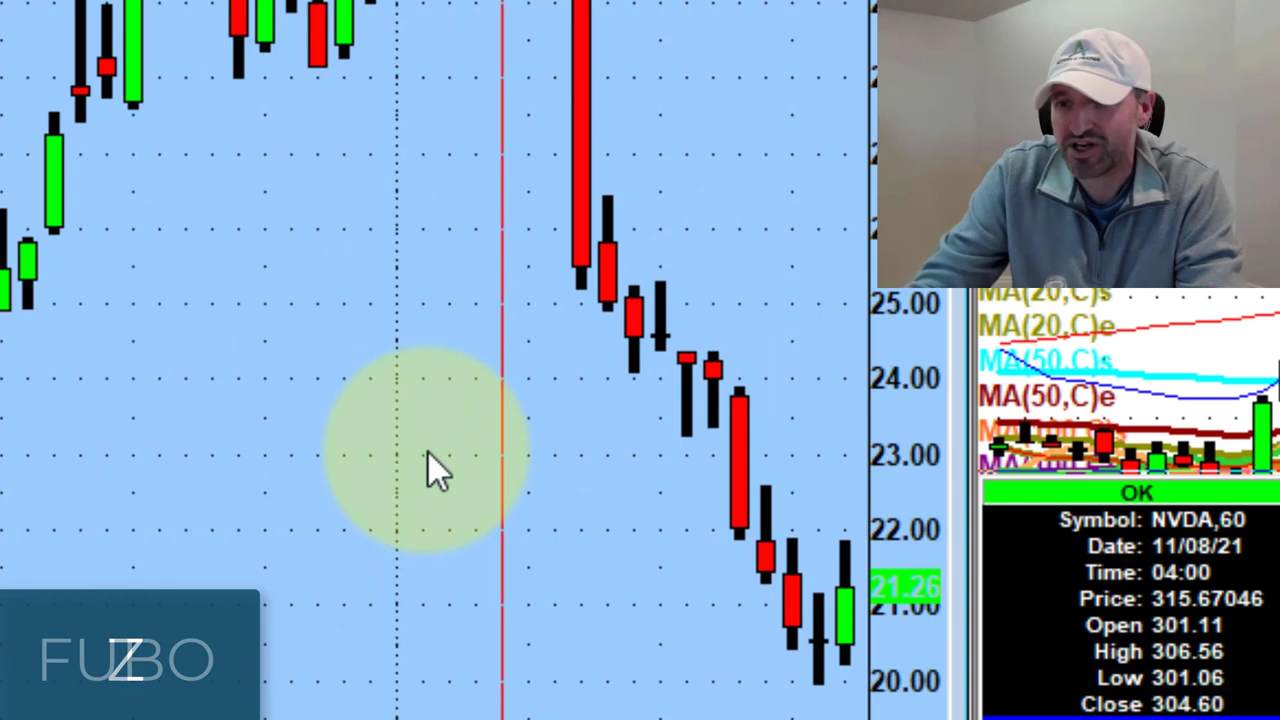 25.00
24.00
23.00
22.00
21.26
21.00
20.00
MA(20,C)s
MA(20,C)e
MA(50,C)s
MA(50,C)e
OK
Symbol: NVDA,60
Date: 11/08/21
Time: 04:00
Price: 315.67046
Open 301.11
High 306.56
Low 301.06
Close 304.60